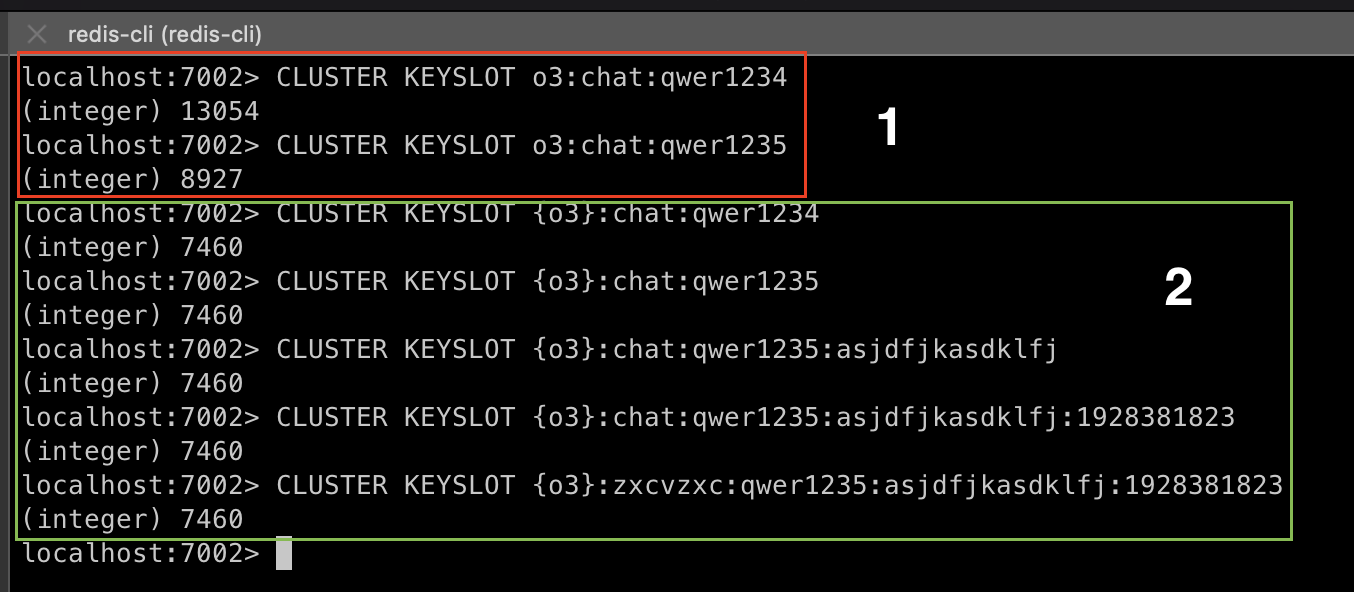 redis-cli (redis-cli)
localhost:7002> CLUSTER KEYSLOT o3:chat:qwer1234
(integer) 13054
localhost:7002> CLUSTER KEYSLOT o3:chat:qwer1235
(integer) 8927
1
localhost:7002> CLUSTER KEYSLOT {o3}:chat:qwer1234
(integer) 7460
localhost:7002> CLUSTER KEYSLOT {o3}:chat:qwer1235
(integer) 7460
localhost:7002> CLUSTER KEYSLOT {o3}:chat:qwer1235:asjdfjkasdklfj
(integer) 7460
localhost:7002> CLUSTER KEYSLOT {o3}:chat:qwer1235:asjdfjkasdklfj:1928381823
(integer) 7460
localhost:7002> CLUSTER KEYSLOT {o3}:zxcvzxc:qwer1235:asjdfjkasdklfj:1928381823
(integer) 7460
2
localhost:7002>